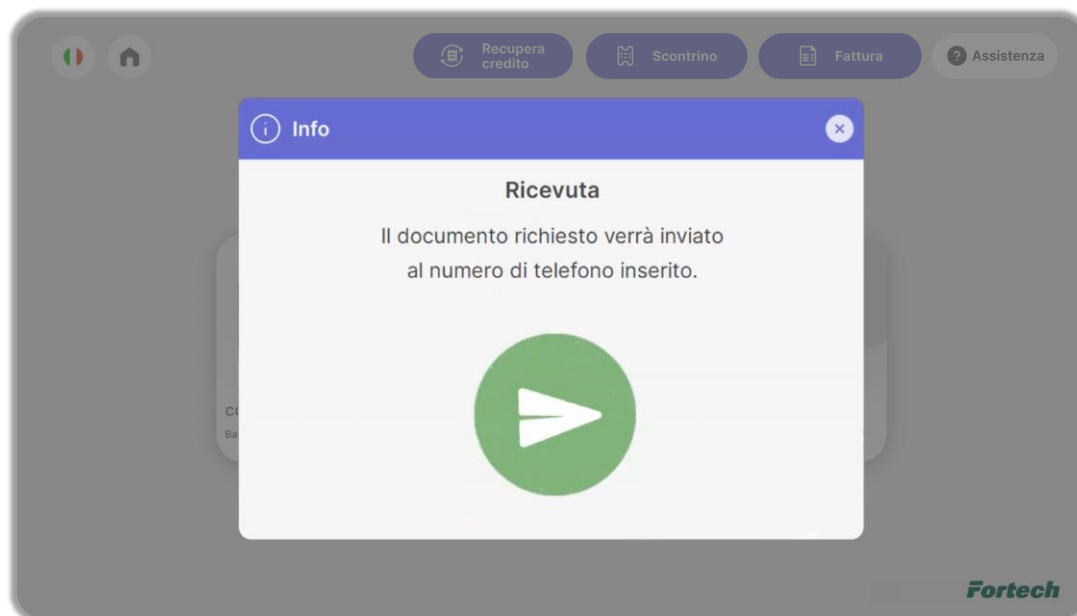 Recupera
credito
Scontrino
Fattura
Assistenza
Info
Ricevuta
Il documento richiesto verrà inviato
al numero di telefono inserito.
Fortech